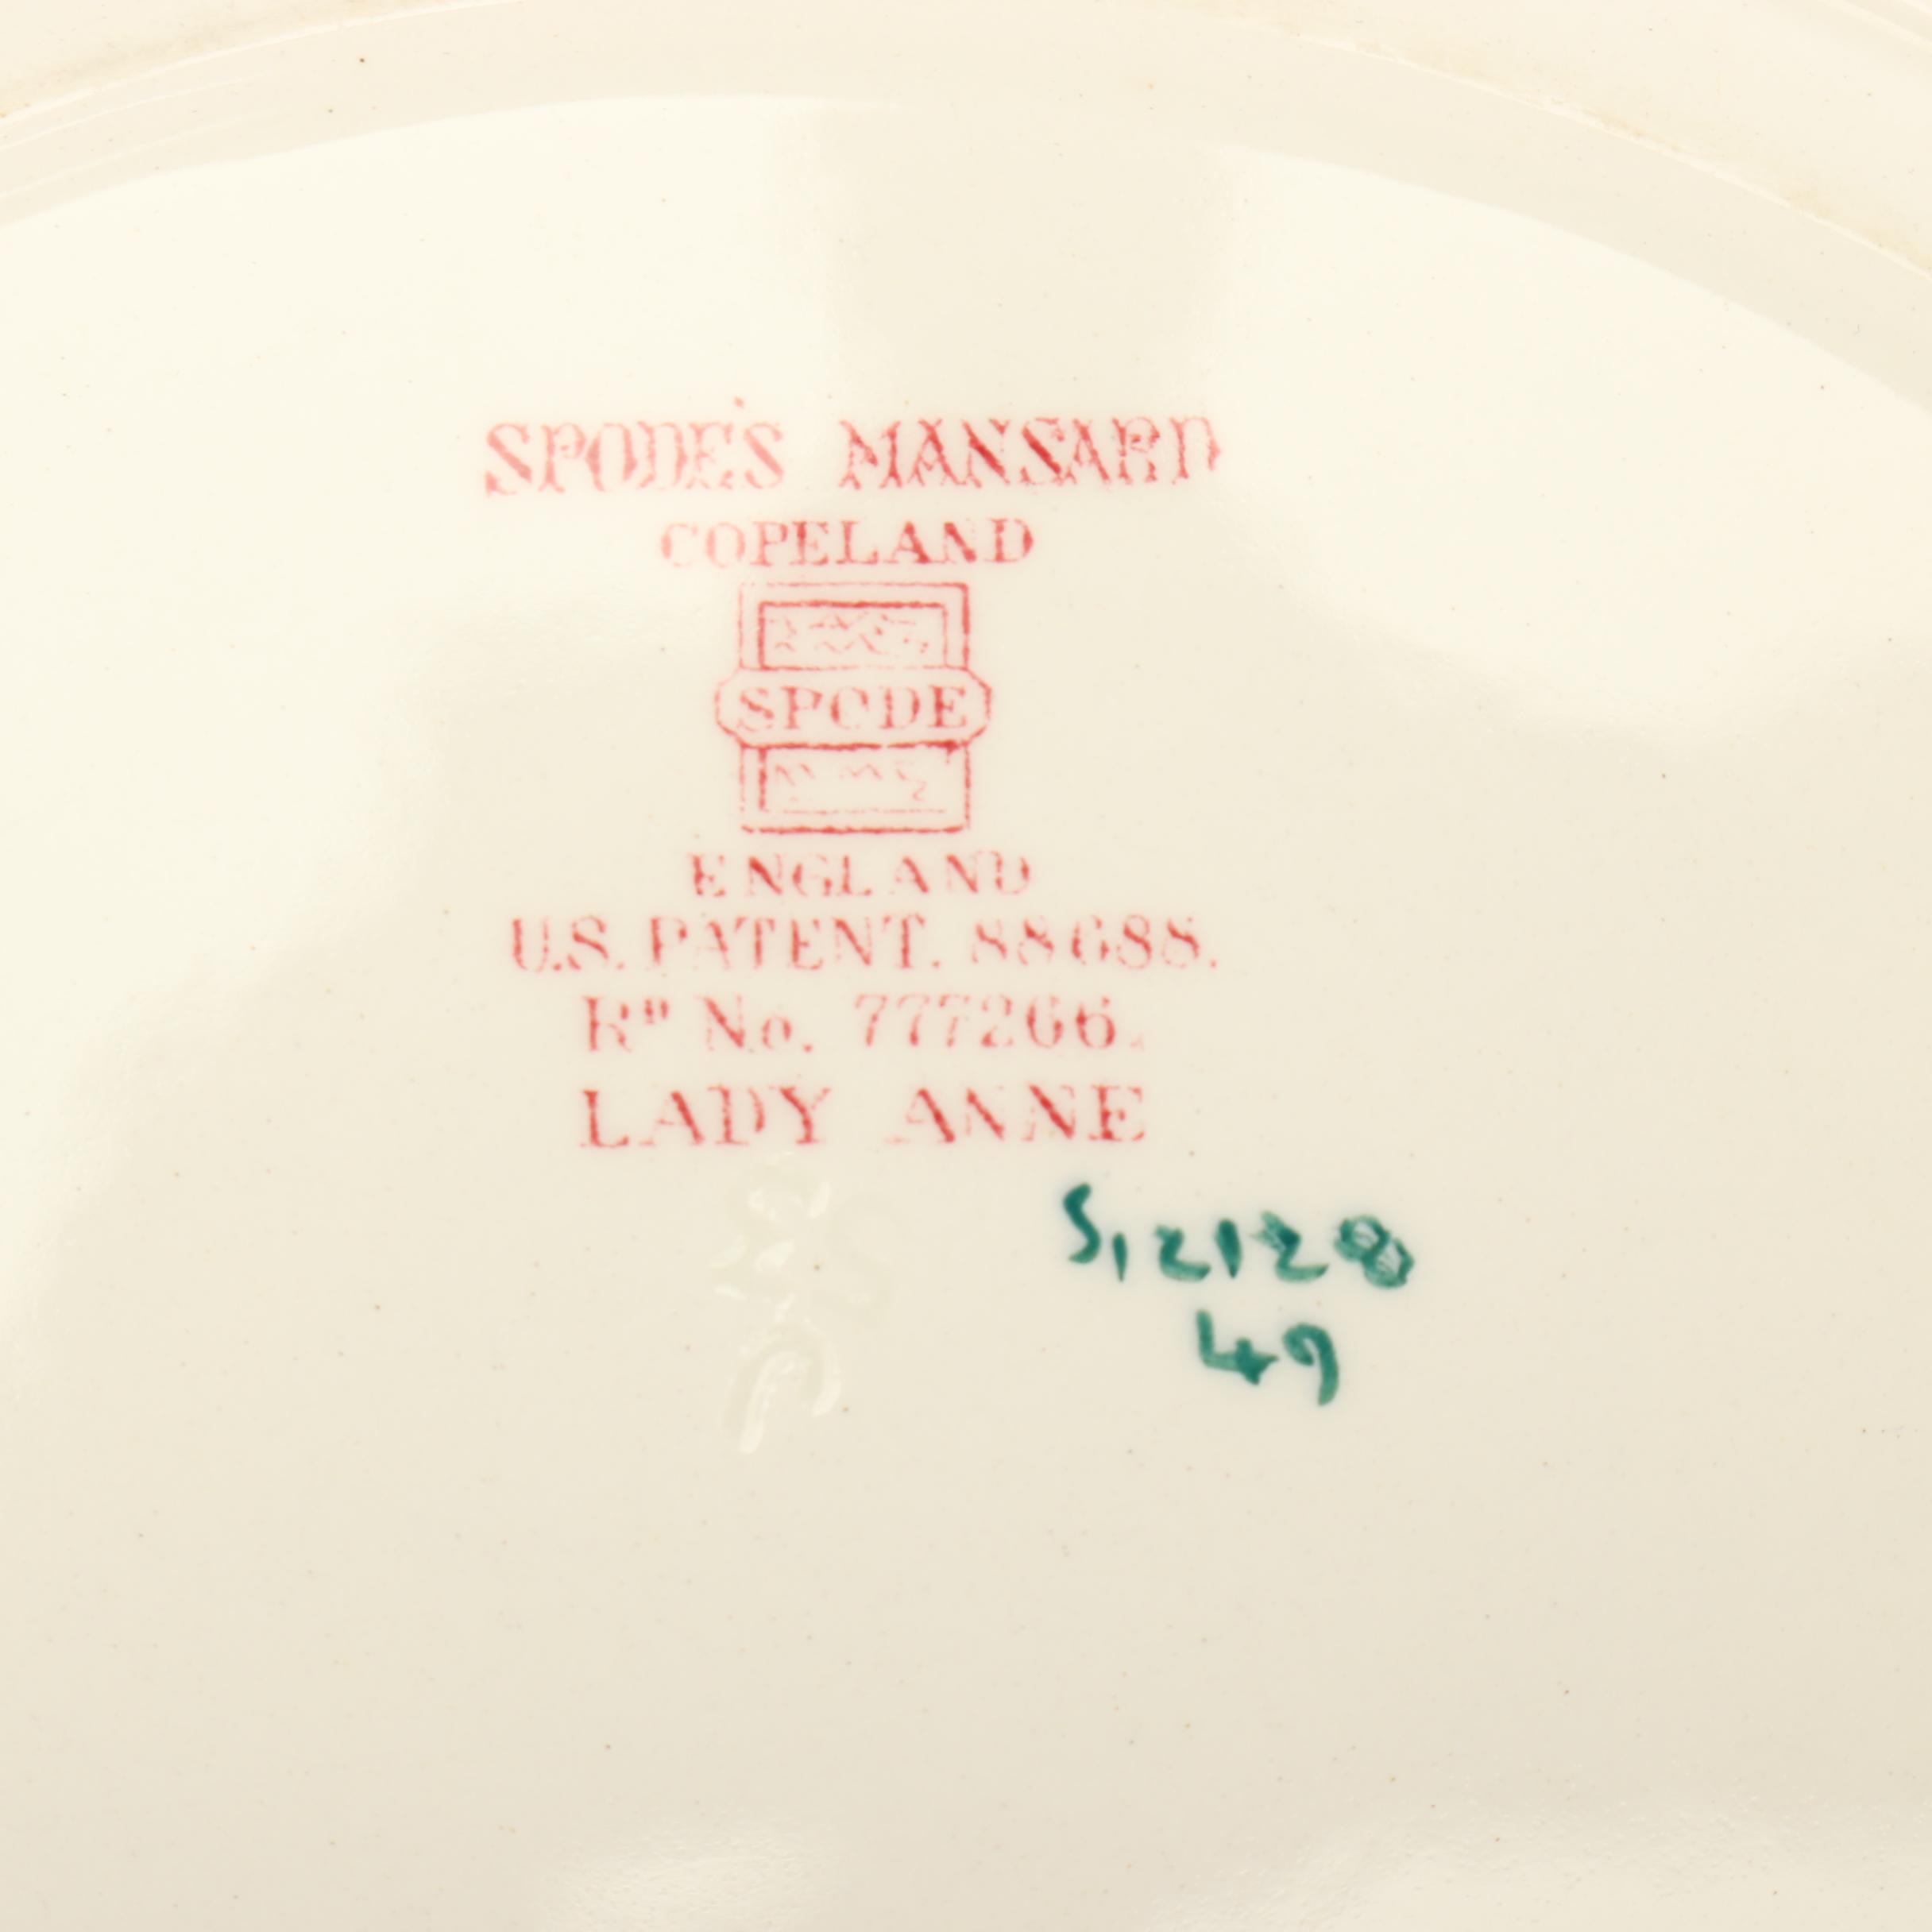 SPODE'S MANSARD
COPELAND
SPODE
ENGLAND
U.S. PATENT. 88688.
Rᴰ No. 777266.
LADY ANNE
S,2128
49